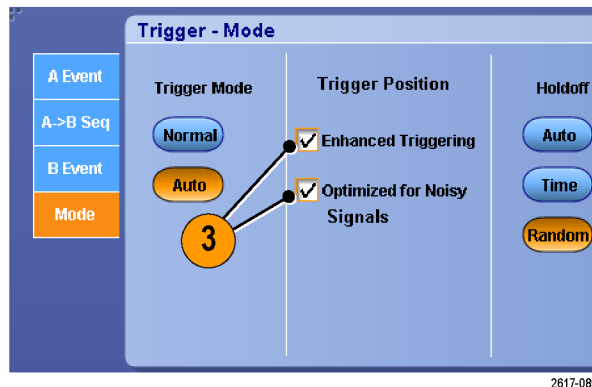 Trigger - Mode
A Event
A->B Seq
B Event
Mode
Trigger Mode
Normal
Auto
3
Trigger Position
Enhanced Triggering
Optimized for Noisy
Signals
Holdoff
Auto
Time
Random
2617-08